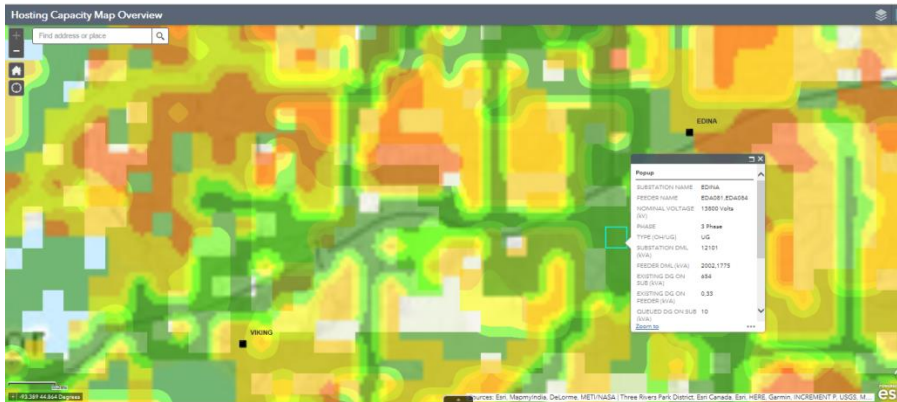 Hosting Capacity Map Overview
Find address or place
EDINA
Popup
SUBSTATION NAME EDINA
FEEDER NAME EDA081,EDA084
NOMINAL VOLTAGE 13800 Volts
(kV)
PHASE 3 Phase
TYPE (OH/UG) UG
SUBSTATION DML 12101
(kVA)
FEEDER DML (kVA) 2002,1775
EXISTING DG ON 654
SUB (kVA)
EXISTING DG ON 0,33
FEEDER (kVA)
QUEUED DG ON SUB 10
(kVA)
Zoom to
VIKING
-93.389 44.864 Degrees
Sources: Esri, MapmyIndia, DeLorme, METI/NASA | Three Rivers Park District, Esri Canada, Esri, HERE, Garmin, INCREMENT P, USGS, M...
es